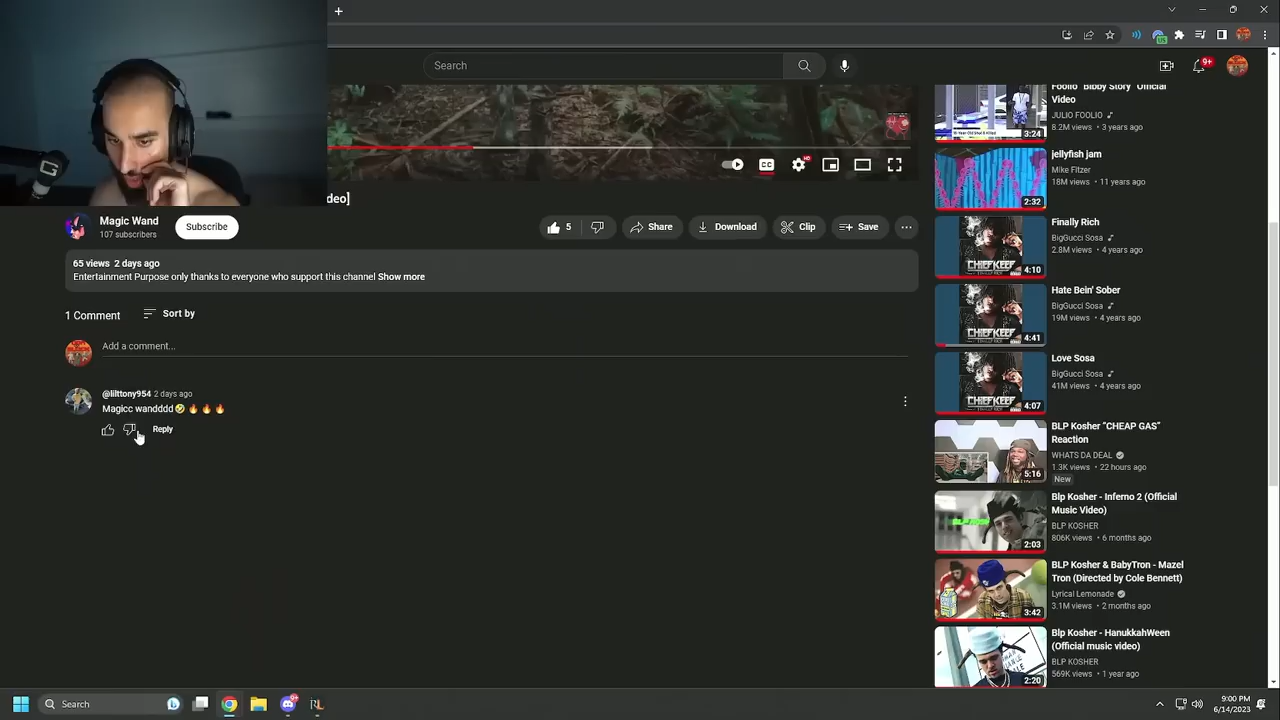 Search
9+
deo]
Magic Wand
107 subscribers
Subscribe
5
Share
Download
Clip
Save
65 views 2 days ago
Entertainment Purpose only thanks to everyone who support this channel Show more
1 Comment
Sort by
Add a comment...
@lilttony954 2 days ago
Magicc wandddd 🤣 🔥 🔥 🔥
Reply
Foolio "Bibby Story" Official
Video
JULIO FOOLIO
8.2M views • 3 years ago
3:24
jellyfish jam
Mike Fitzer
18M views • 11 years ago
2:32
Finally Rich
BigGucci Sosa
2.8M views • 4 years ago
CHIEF KEEF
4:10
Hate Bein' Sober
BigGucci Sosa
19M views • 4 years ago
CHIEF KEEF
4:41
Love Sosa
BigGucci Sosa
41M views • 4 years ago
CHIEF KEEF
4:07
BLP Kosher "CHEAP GAS"
Reaction
WHATS DA DEAL
1.3K views • 22 hours ago
New
5:16
Blp Kosher - Inferno 2 (Official
Music Video)
BLP KOSHER
806K views • 6 months ago
2:03
BLP Kosher & BabyTron - Mazel
Tron (Directed by Cole Bennett)
Lyrical Lemonade
3.1M views • 2 months ago
3:42
Blp Kosher - HanukkahWeen
(Official music video)
BLP KOSHER
569K views • 1 year ago
2:20
Search
9:00 PM
6/14/2023